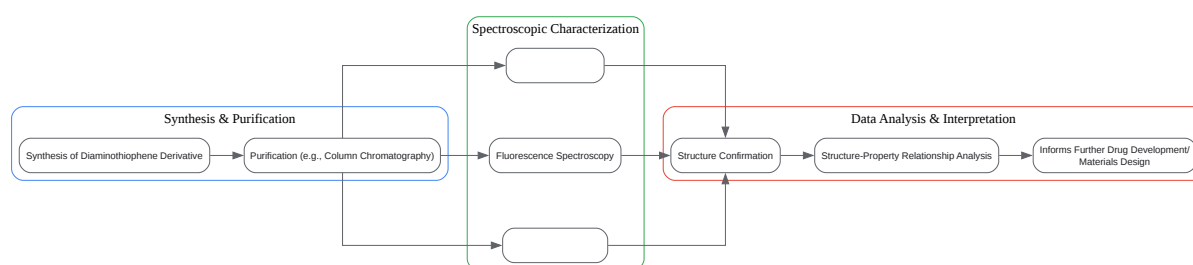 Spectroscopic Characterization
Synthesis & Purification
Data Analysis & Interpretation
Synthesis of Diaminothiophene Derivative
Purification (e.g., Column Chromatography)
Fluorescence Spectroscopy
Structure Confirmation
Structure-Property Relationship Analysis
Informs Further Drug Development/
Materials Design